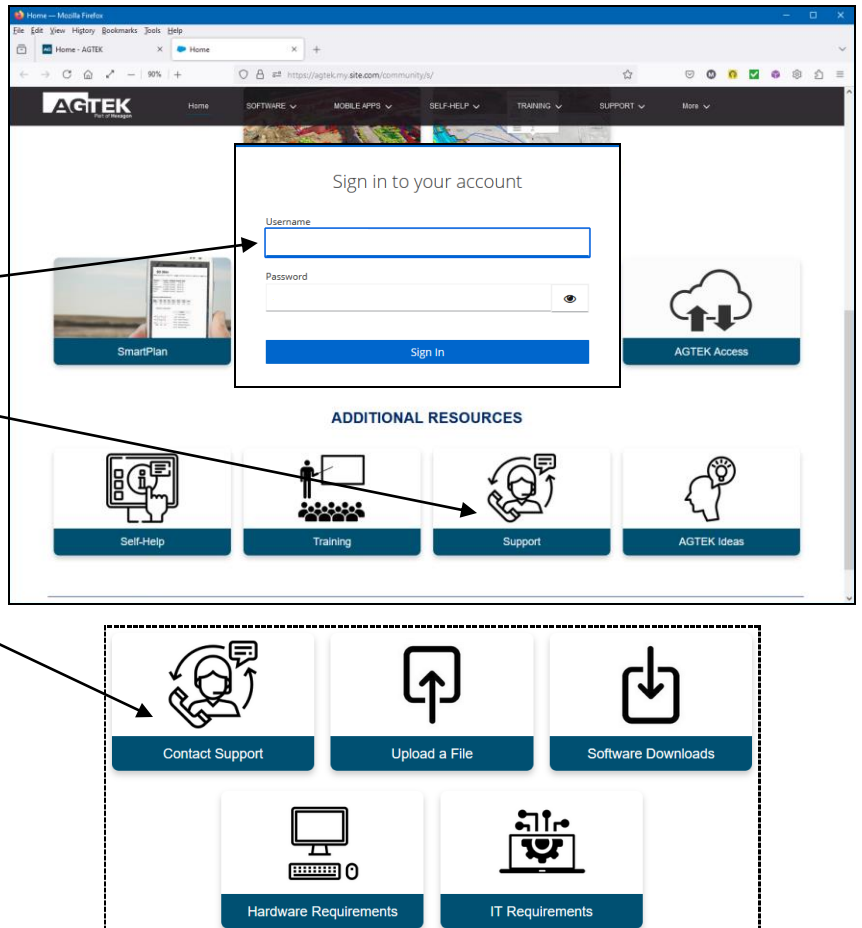 Home — Mozilla Firefox
File Edit View History Bookmarks Tools Help
Home - AGTEK
Home
90%
https://agtek.my.site.com/community/s/
AGTEK
Part of Hexagon
Home SOFTWARE MOBILE APPS SELF-HELP TRAINING SUPPORT More
Sign in to your account
Username
Password
Sign In
SmartPlan
AGTEK Access
ADDITIONAL RESOURCES
Self-Help
Training
Support
AGTEK Ideas
Contact Support
Upload a File
Software Downloads
Hardware Requirements
IT Requirements